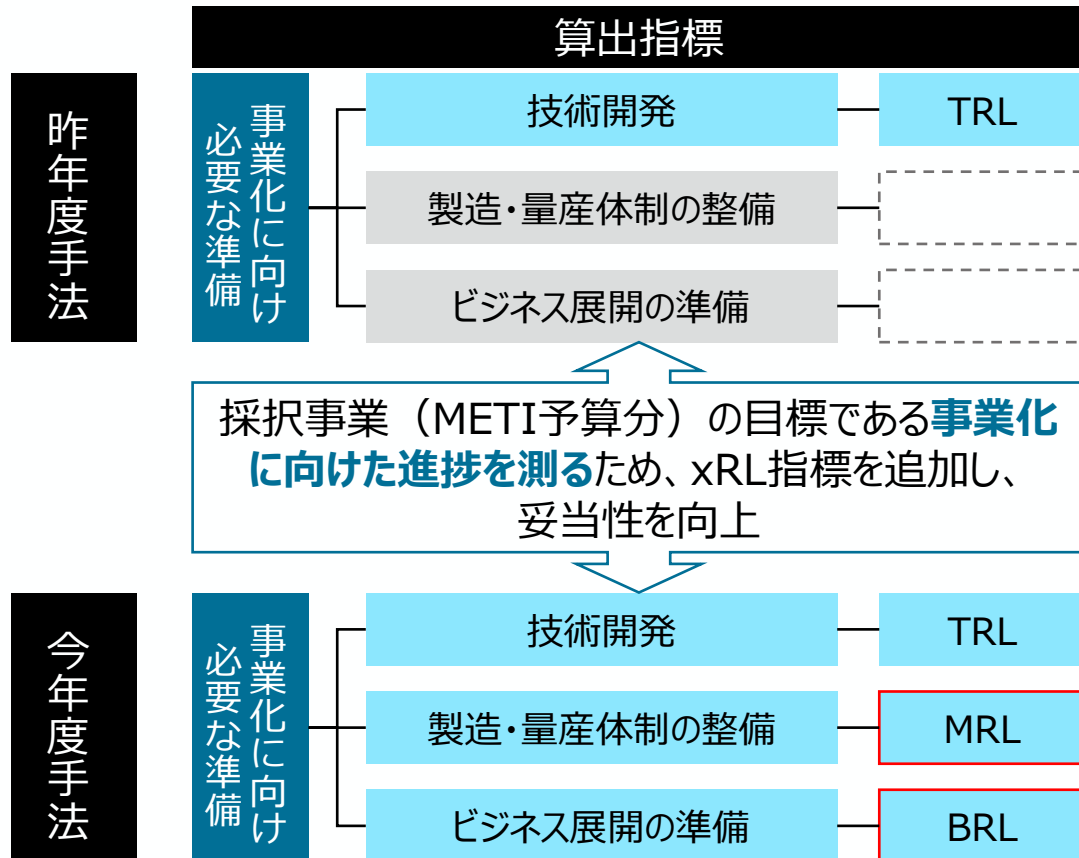 算出指標
昨年度手法
事業化に向け
必要な準備
技術開発
TRL
製造・量産体制の整備
ビジネス展開の準備
採択事業（METI予算分）の目標である事業化
に向けた進捗を測るため、xRL指標を追加し、
妥当性を向上
今年度手法
事業化に向け
必要な準備
技術開発
TRL
製造・量産体制の整備
MRL
ビジネス展開の準備
BRL